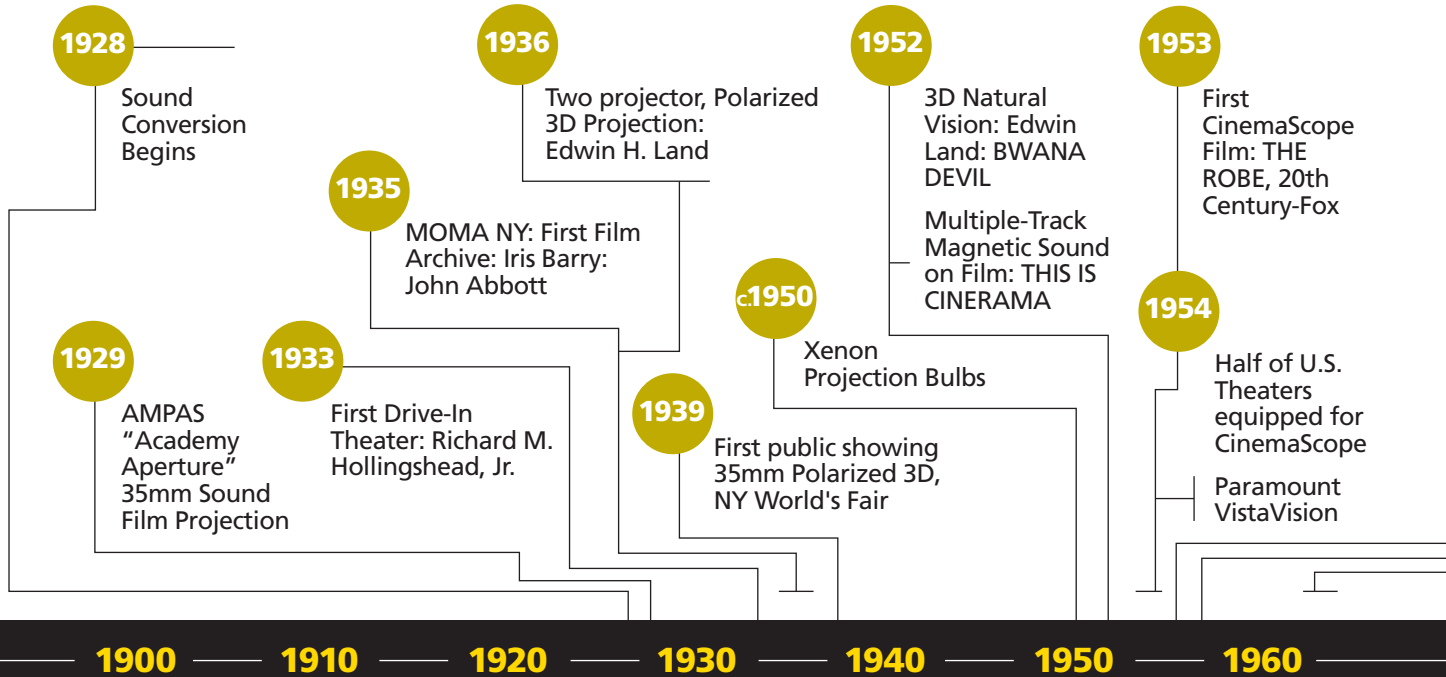 1928
Sound
Conversion
Begins
1929
AMPAS
“Academy
Aperture”
35mm Sound
Film Projection
1933
First Drive-In
Theater: Richard M.
Hollingshead, Jr.
1935
MOMA NY: First Film
Archive: Iris Barry:
John Abbott
1936
Two projector, Polarized
3D Projection:
Edwin H. Land
1939
First public showing
35mm Polarized 3D,
NY World's Fair
c.1950
Xenon
Projection Bulbs
1952
3D Natural
Vision: Edwin
Land: BWANA
DEVIL
Multiple-Track
Magnetic Sound
on Film: THIS IS
CINERAMA
1953
First
CinemaScope
Film: THE
ROBE, 20th
Century-Fox
1954
Half of U.S.
Theaters
equipped for
CinemaScope
Paramount
VistaVision
1900 1910 1920 1930 1940 1950 1960